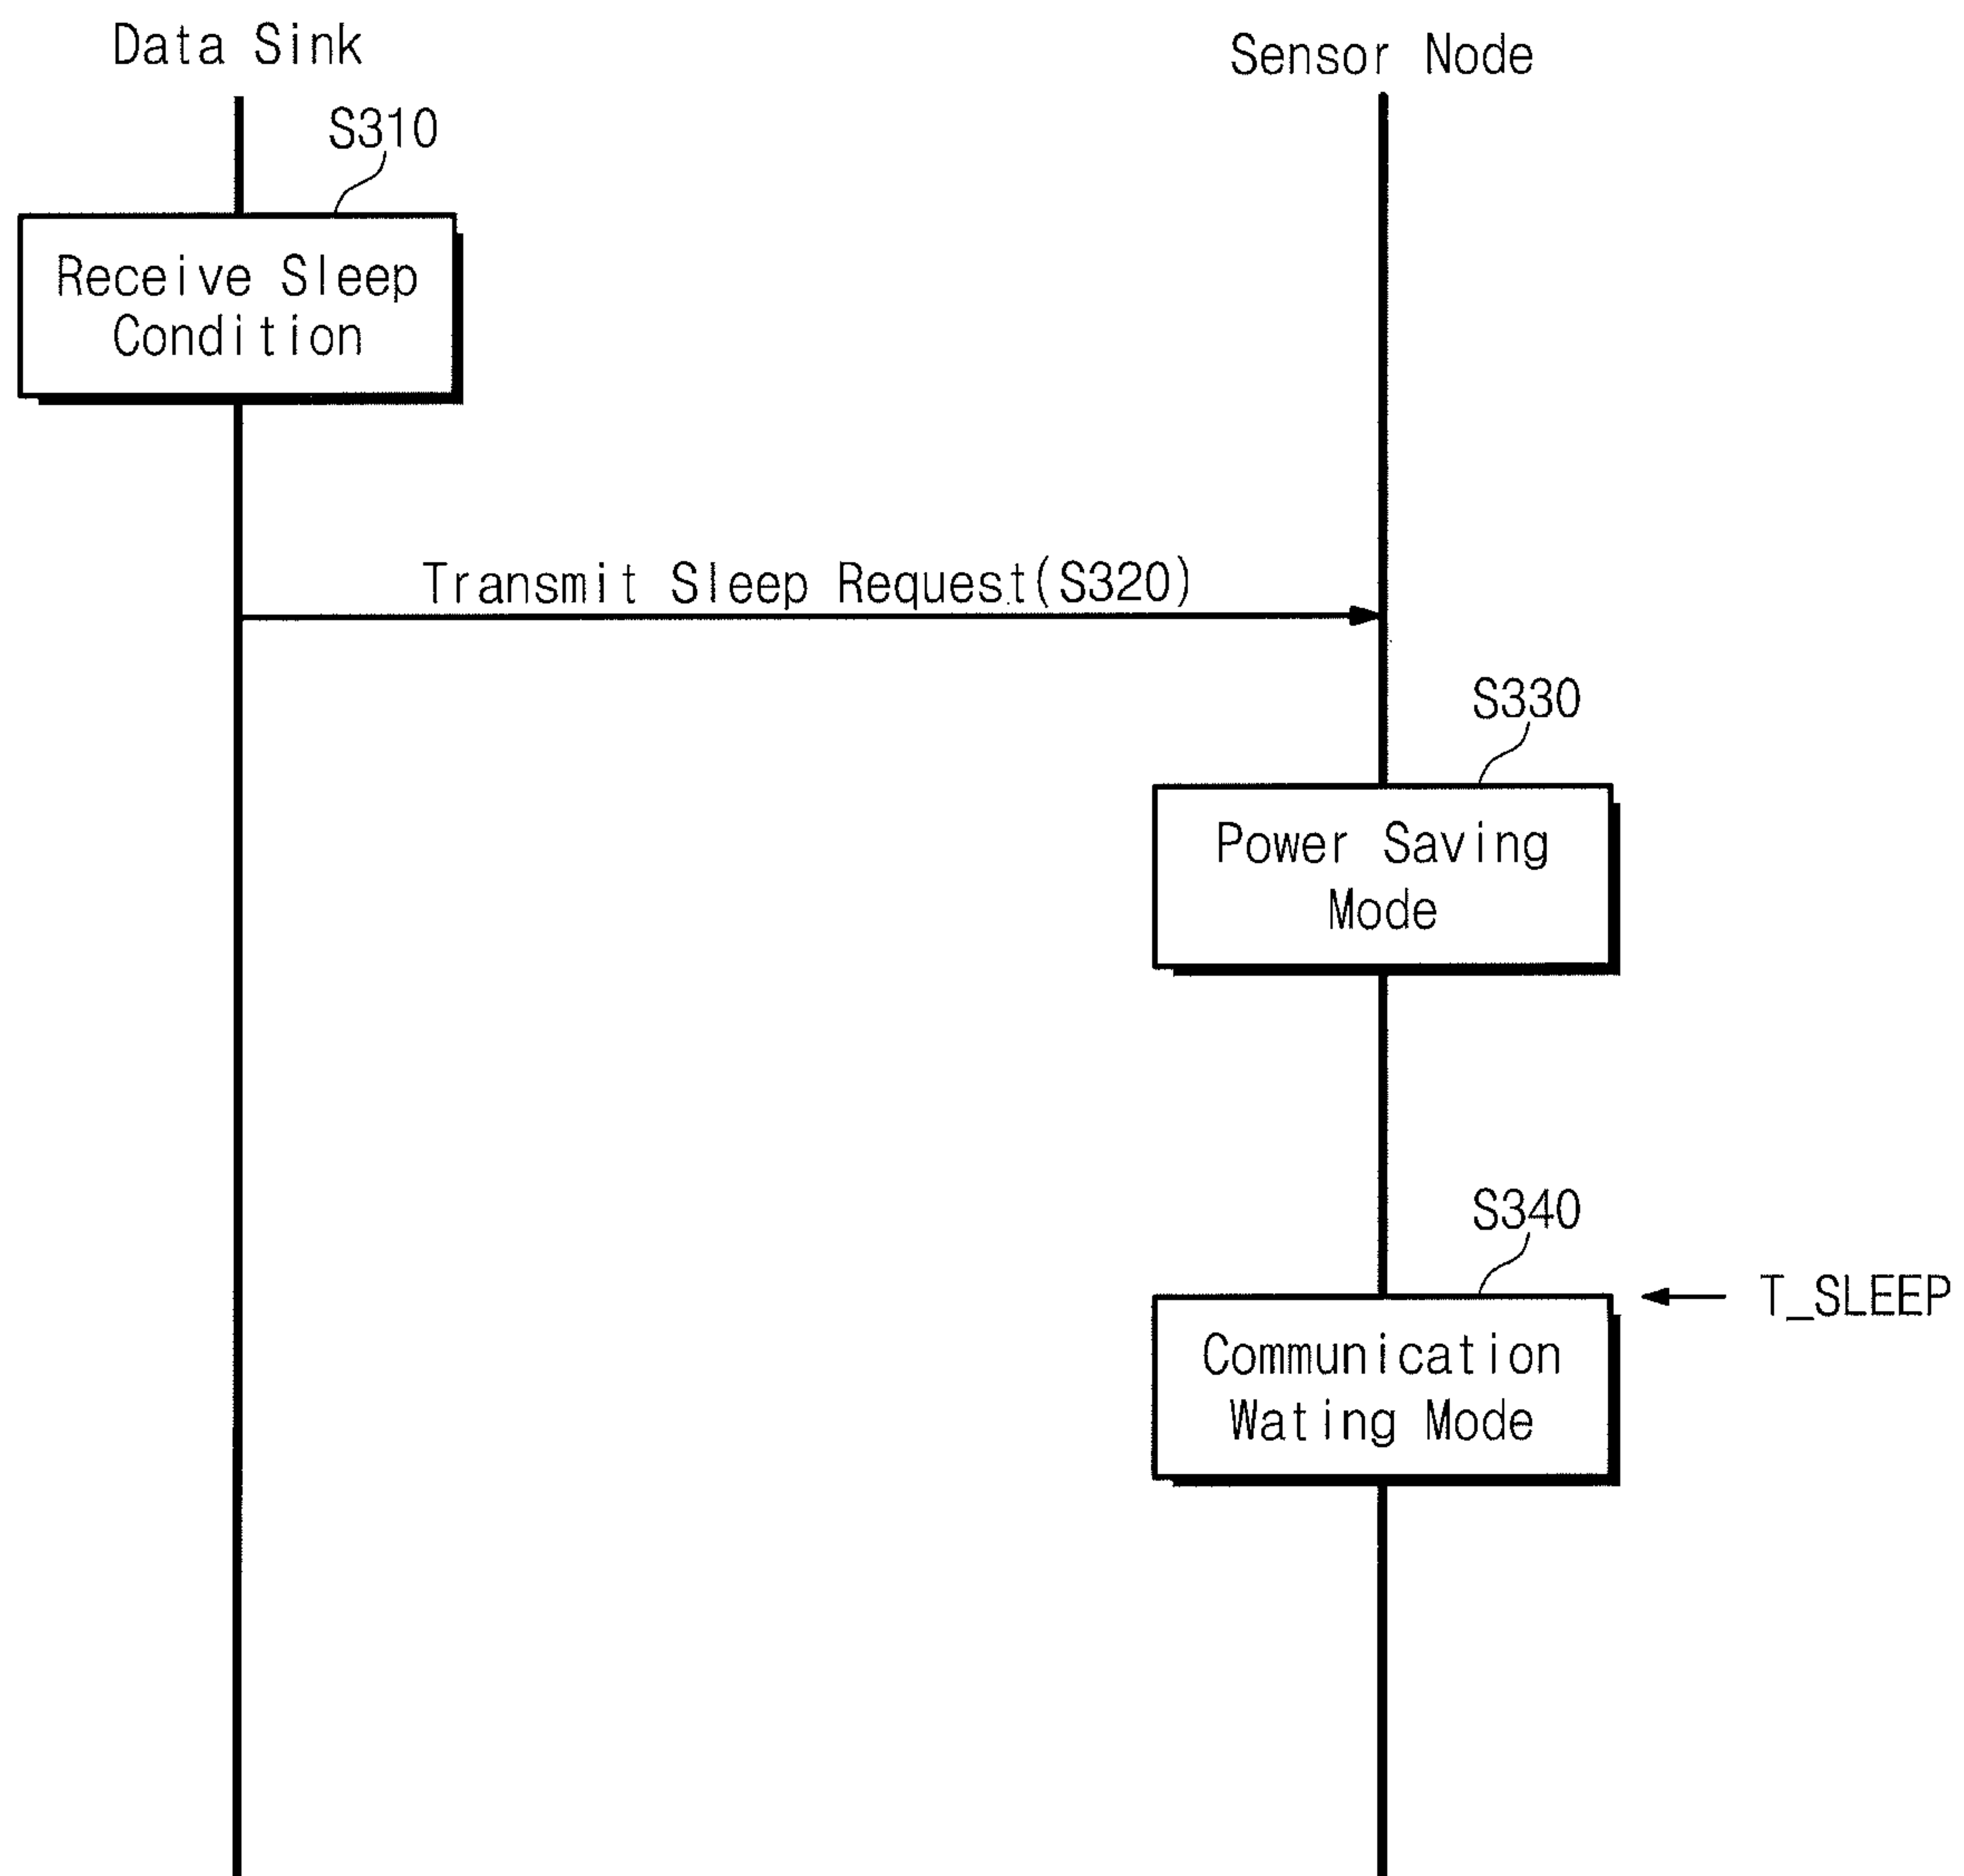 Data Sink
Sensor Node
S310
Receive Sleep
Condition
Transmit Sleep Request(S320)
S330
Power Saving
Mode
S340
T_SLEEP
Communication
Wating Mode